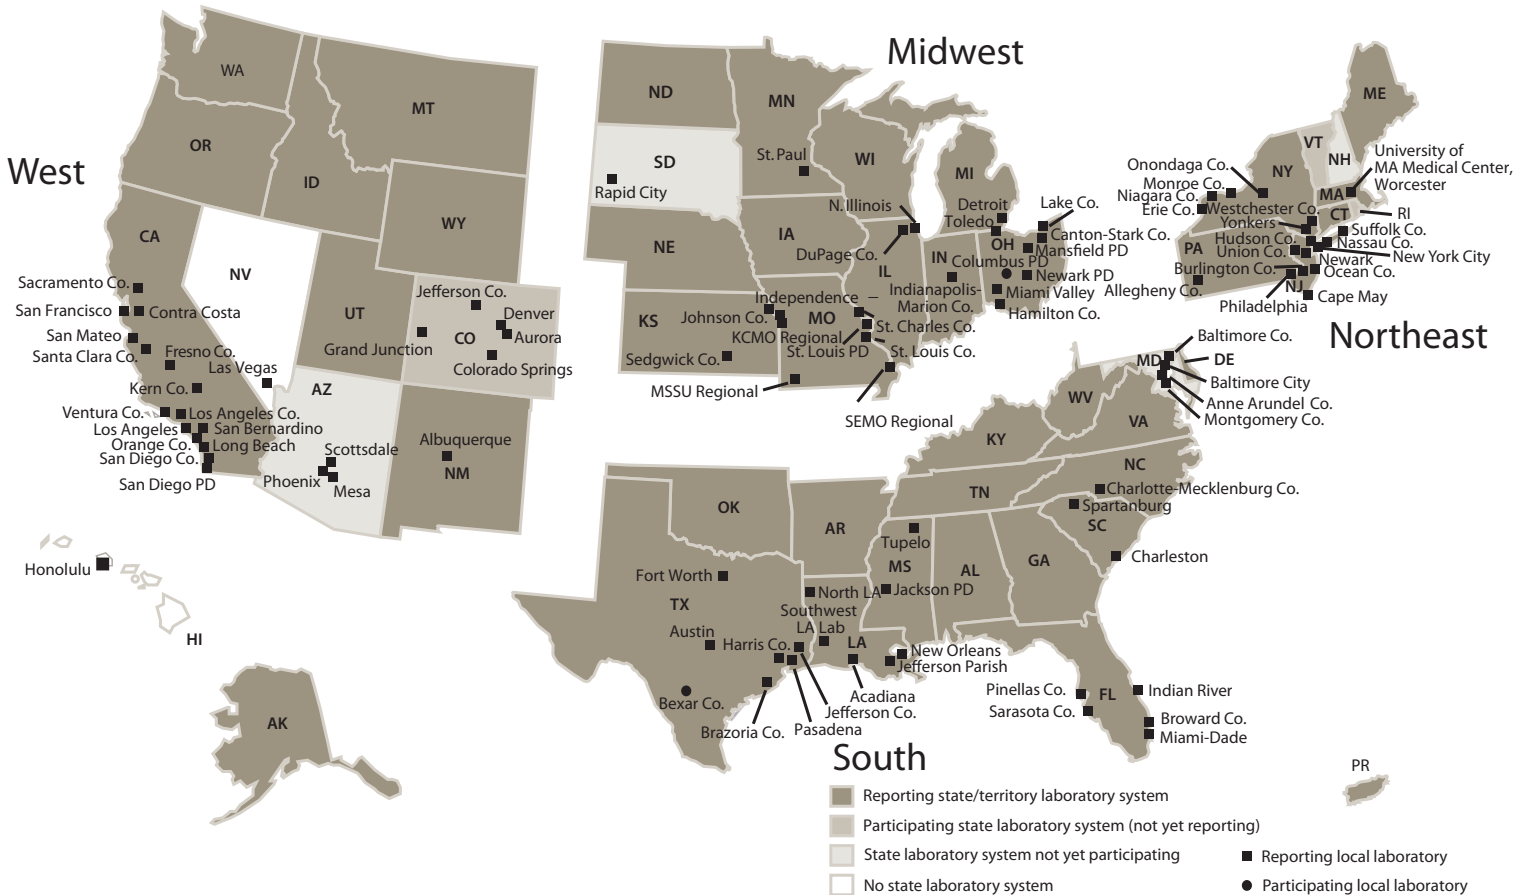 West
WA
MT
OR
ID
WY
CA
NV
UT
CO
AZ
NM
Sacramento Co.
San Francisco
Contra Costa
San Mateo
Santa Clara Co.
Fresno Co.
Las Vegas
Kern Co.
Ventura Co.
Los Angeles Co.
Los Angeles
San Bernardino
Orange Co.
Long Beach
San Diego Co.
San Diego PD
Jefferson Co.
Denver
Aurora
Grand Junction
Colorado Springs
Scottsdale
Phoenix
Mesa
Albuquerque
Honolulu
HI
AK
Midwest
ND
MN
SD
Rapid City
St. Paul
WI
MI
NE
IA
N. Illinois
DuPage Co.
IL
IN
OH
Detroit
Toledo
Lake Co.
Canton-Stark Co.
Mansfield PD
Columbus PD
Newark PD
Indianapolis-
Marion Co.
Miami Valley
Hamilton Co.
KS
MO
Independence
Johnson Co.
KCMO Regional
St. Charles Co.
St. Louis PD
St. Louis Co.
Sedgwick Co.
MSSU Regional
SEMO Regional
Northeast
ME
VT
NH
NY
MA
CT
RI
PA
NJ
University of
MA Medical Center,
Worcester
Onondaga Co.
Monroe Co.
Niagara Co.
Erie Co.
Westchester Co.
Yonkers
Suffolk Co.
Hudson Co.
Nassau Co.
Union Co.
New York City
Newark
Burlington Co.
Ocean Co.
Allegheny Co.
Philadelphia
Cape May
South
Baltimore Co.
MD
DE
Baltimore City
Anne Arundel Co.
Montgomery Co.
WV
VA
KY
NC
TN
Charlotte-Mecklenburg Co.
Spartanburg
SC
Charleston
OK
AR
Tupelo
MS
AL
GA
Jackson PD
Fort Worth
TX
North LA
Southwest
LA Lab
LA
Austin
Harris Co.
New Orleans
Jefferson Parish
Bexar Co.
Acadiana
Jefferson Co.
Brazoria Co.
Pasadena
Pinellas Co.
FL
Indian River
Sarasota Co.
Broward Co.
Miami-Dade
PR
Reporting state/territory laboratory system
Participating state laboratory system (not yet reporting)
State laboratory system not yet participating
No state laboratory system
Reporting local laboratory
Participating local laboratory